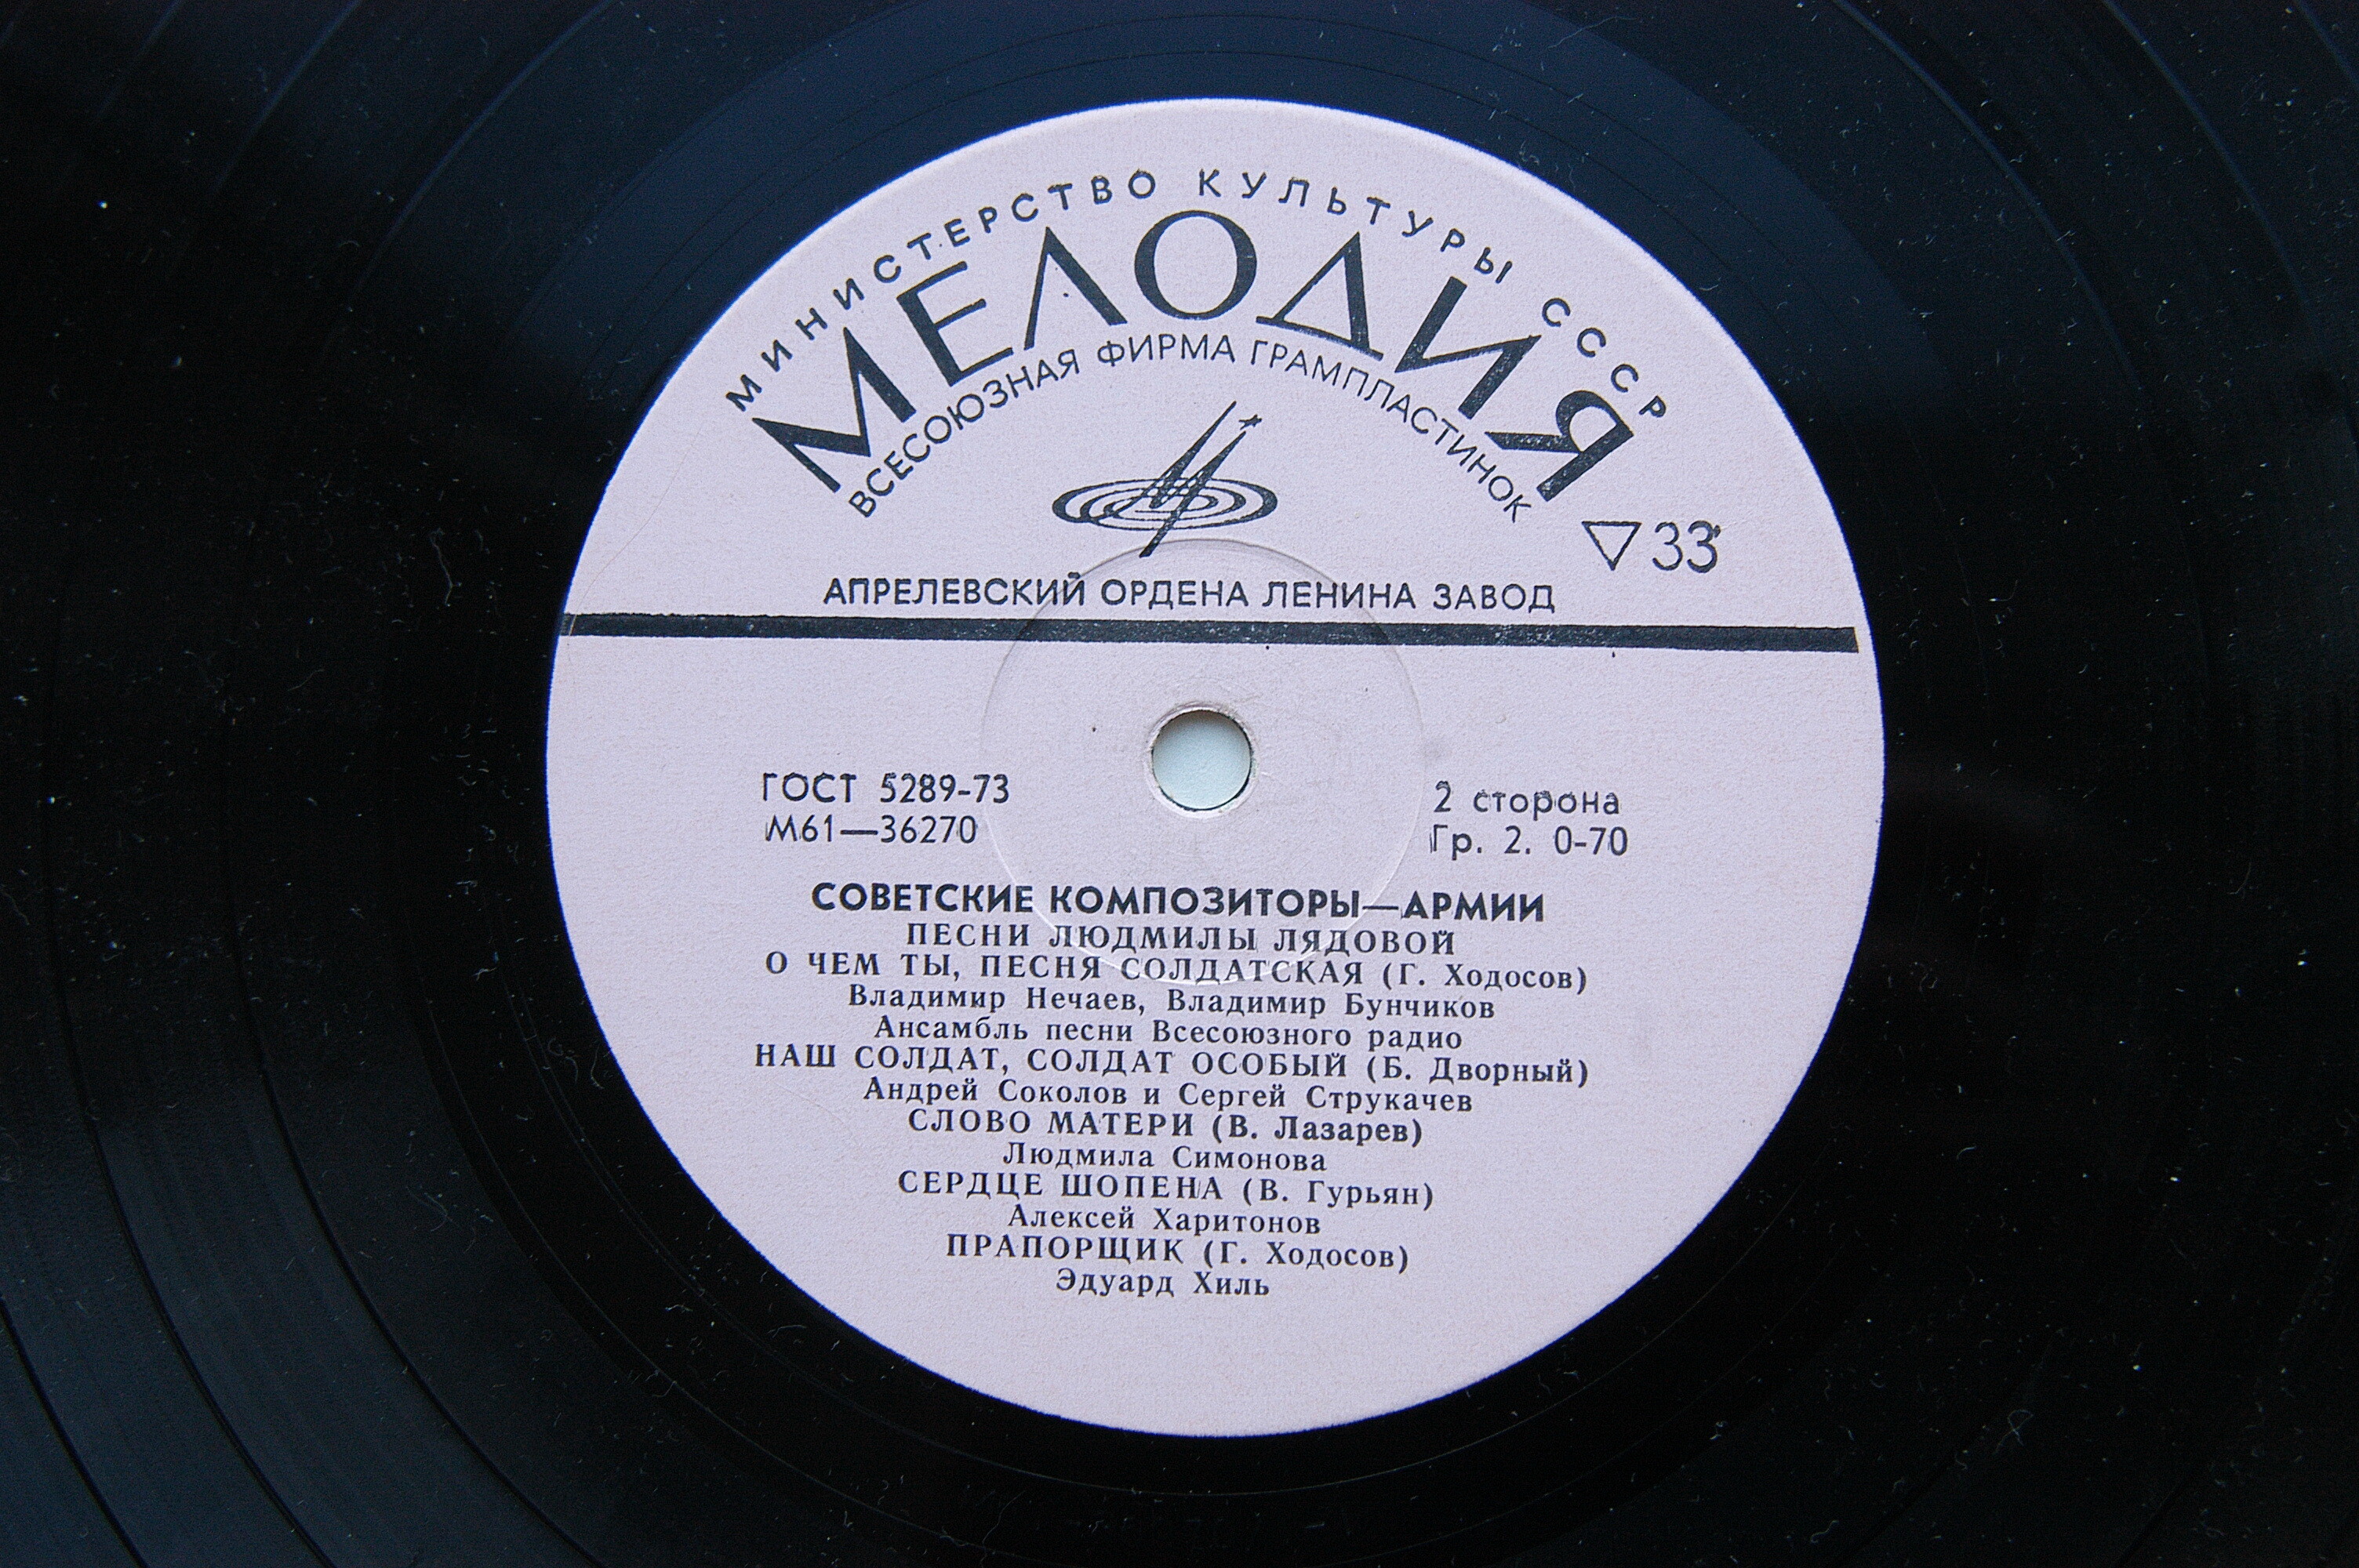 МИНИСТЕРСТВО КУЛЬТУРЫ СССР
МЕЛОДИЯ
ВСЕСОЮЗНАЯ ФИРМА ГРАМПЛАСТИНОК
33
АПРЕЛЕВСКИЙ ОРДЕНА ЛЕНИНА ЗАВОД
ГОСТ 5289-73
М61—36270
2 сторона
Гр. 2. 0-70
СОВЕТСКИЕ КОМПОЗИТОРЫ—АРМИИ
ПЕСНИ ЛЮДМИЛЫ ЛЯДОВОЙ
О ЧЕМ ТЫ, ПЕСНЯ СОЛДАТСКАЯ (Г. Ходосов)
Владимир Нечаев, Владимир Бунчиков
Ансамбль песни Всесоюзного радио
НАШ СОЛДАТ, СОЛДАТ ОСОБЫЙ (Б. Дворный)
Андрей Соколов и Сергей Струкачев
СЛОВО МАТЕРИ (В. Лазарев)
Людмила Симонова
СЕРДЦЕ ШОПЕНА (В. Гурьян)
Алексей Харитонов
ПРАПОРЩИК (Г. Ходосов)
Эдуард Хиль